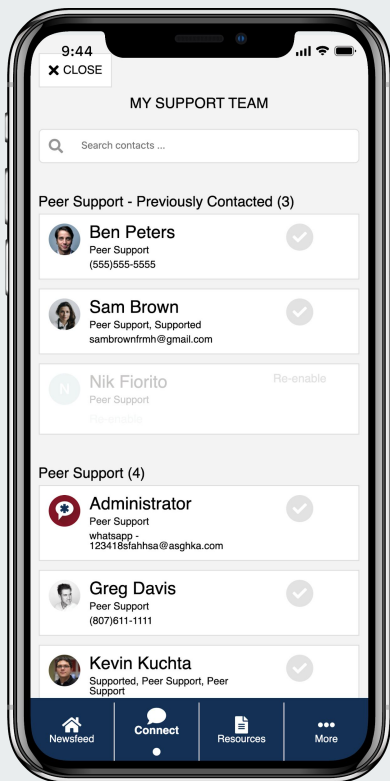 9:44
✖ CLOSE
MY SUPPORT TEAM
Search contacts ...
Peer Support - Previously Contacted (3)
Ben Peters
Peer Support
(555)555-5555
Sam Brown
Peer Support, Supported
sambrownfrmh@gmail.com
N
Nik Fiorito
Re-enable
Peer Support
Re-enable
Peer Support (4)
Administrator
Peer Support
whatsapp -
123418sfahhsa@asghka.com
Greg Davis
Peer Support
(807)611-1111
Kevin Kuchta
Supported, Peer Support, Peer
Support
Newsfeed
Connect
Resources
More